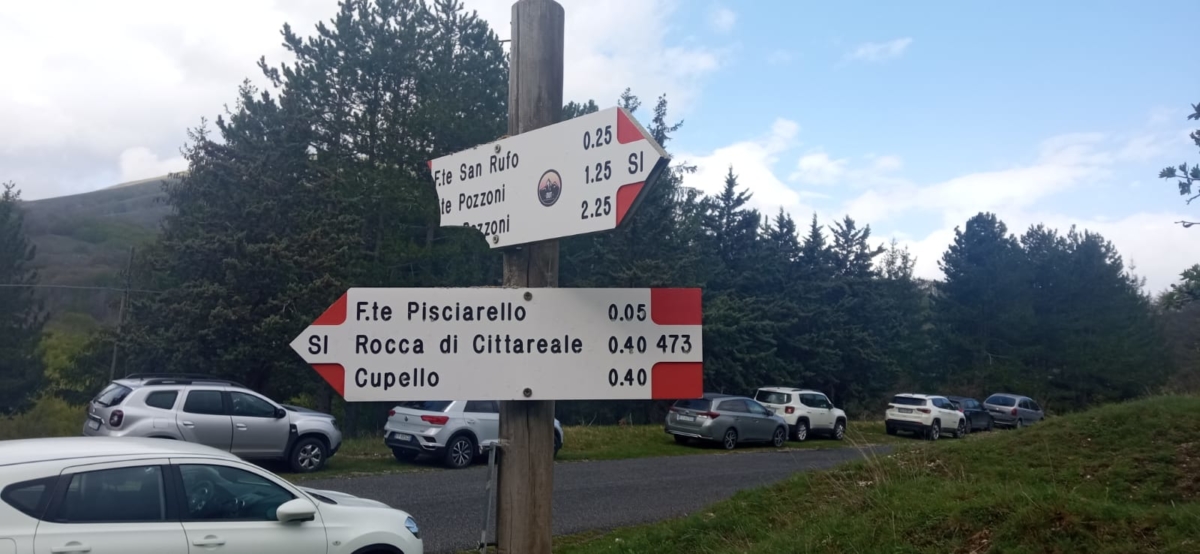 F.te San Rufo 0.25
te Pozzoni 1.25 SI
zzoni 2.25
F.te Pisciarello 0.05
SI Rocca di Cittareale 0.40 473
Cupello 0.40